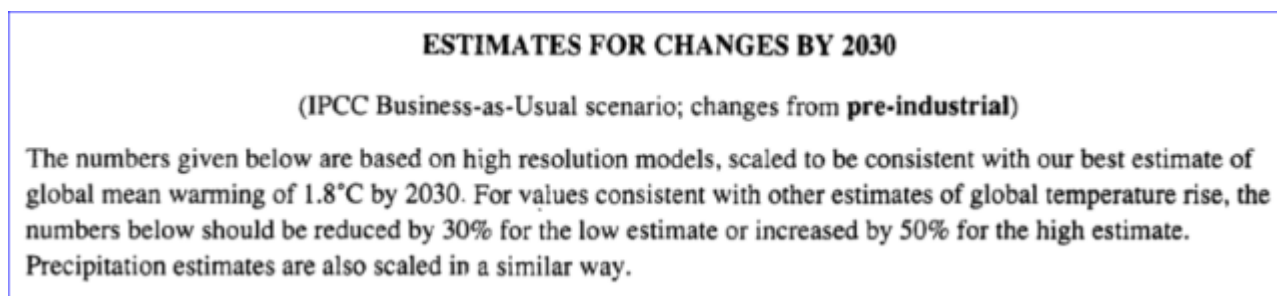 ESTIMATES FOR CHANGES BY 2030
(IPCC Business-as-Usual scenario; changes from pre-industrial)
The numbers given below are based on high resolution models, scaled to be consistent with our best estimate of
global mean warming of 1.8°C by 2030. For values consistent with other estimates of global temperature rise, the
numbers below should be reduced by 30% for the low estimate or increased by 50% for the high estimate.
Precipitation estimates are also scaled in a similar way.